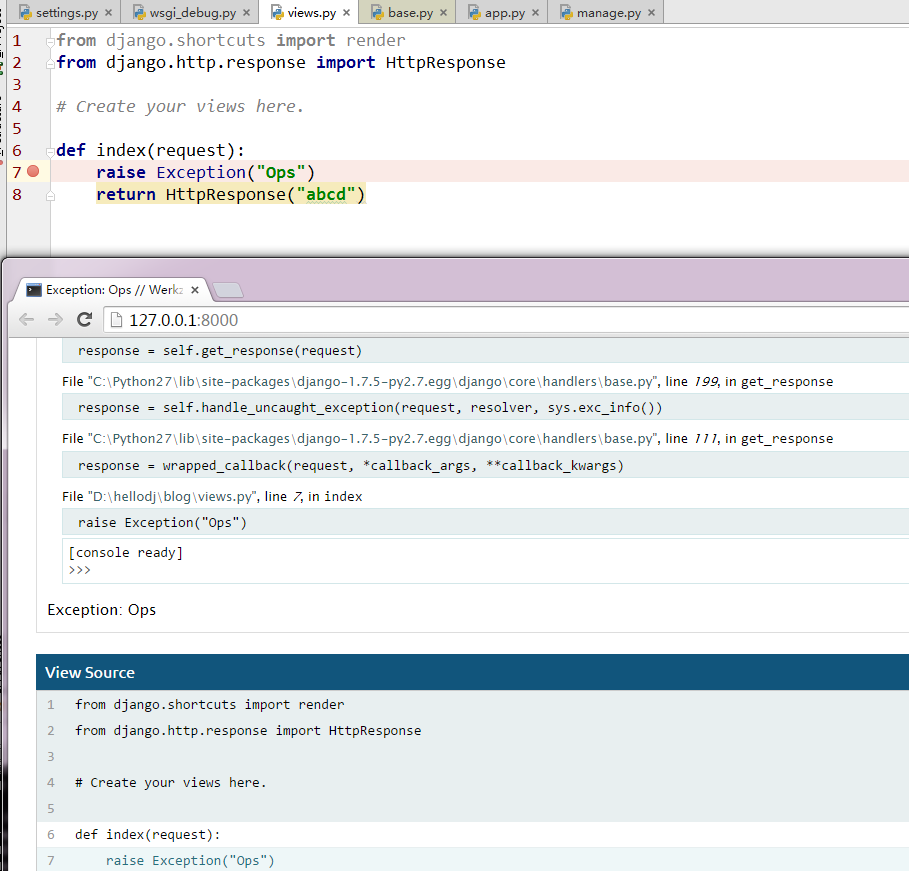 settings.py × wsgi_debug.py × views.py × base.py × app.py × manage.py ×
1 from django.shortcuts import render
2 from django.http.response import HttpResponse
3
4 # Create your views here.
5
6 def index(request):
7 raise Exception("Ops")
8 return HttpResponse("abcd")
Exception: Ops // Werkz ×
127.0.0.1:8000
response = self.get_response(request)
File "C:\Python27\lib\site-packages\django-1.7.5-py2.7.egg\django\core\handlers\base.py", line 199, in get_response
response = self.handle_uncaught_exception(request, resolver, sys.exc_info())
File "C:\Python27\lib\site-packages\django-1.7.5-py2.7.egg\django\core\handlers\base.py", line 111, in get_response
response = wrapped_callback(request, *callback_args, **callback_kwargs)
File "D:\hellodj\blog\views.py", line 7, in index
raise Exception("Ops")
[console ready]
>>>
Exception: Ops
View Source
1 from django.shortcuts import render
2 from django.http.response import HttpResponse
3
4 # Create your views here.
5
6 def index(request):
7 raise Exception("Ops")